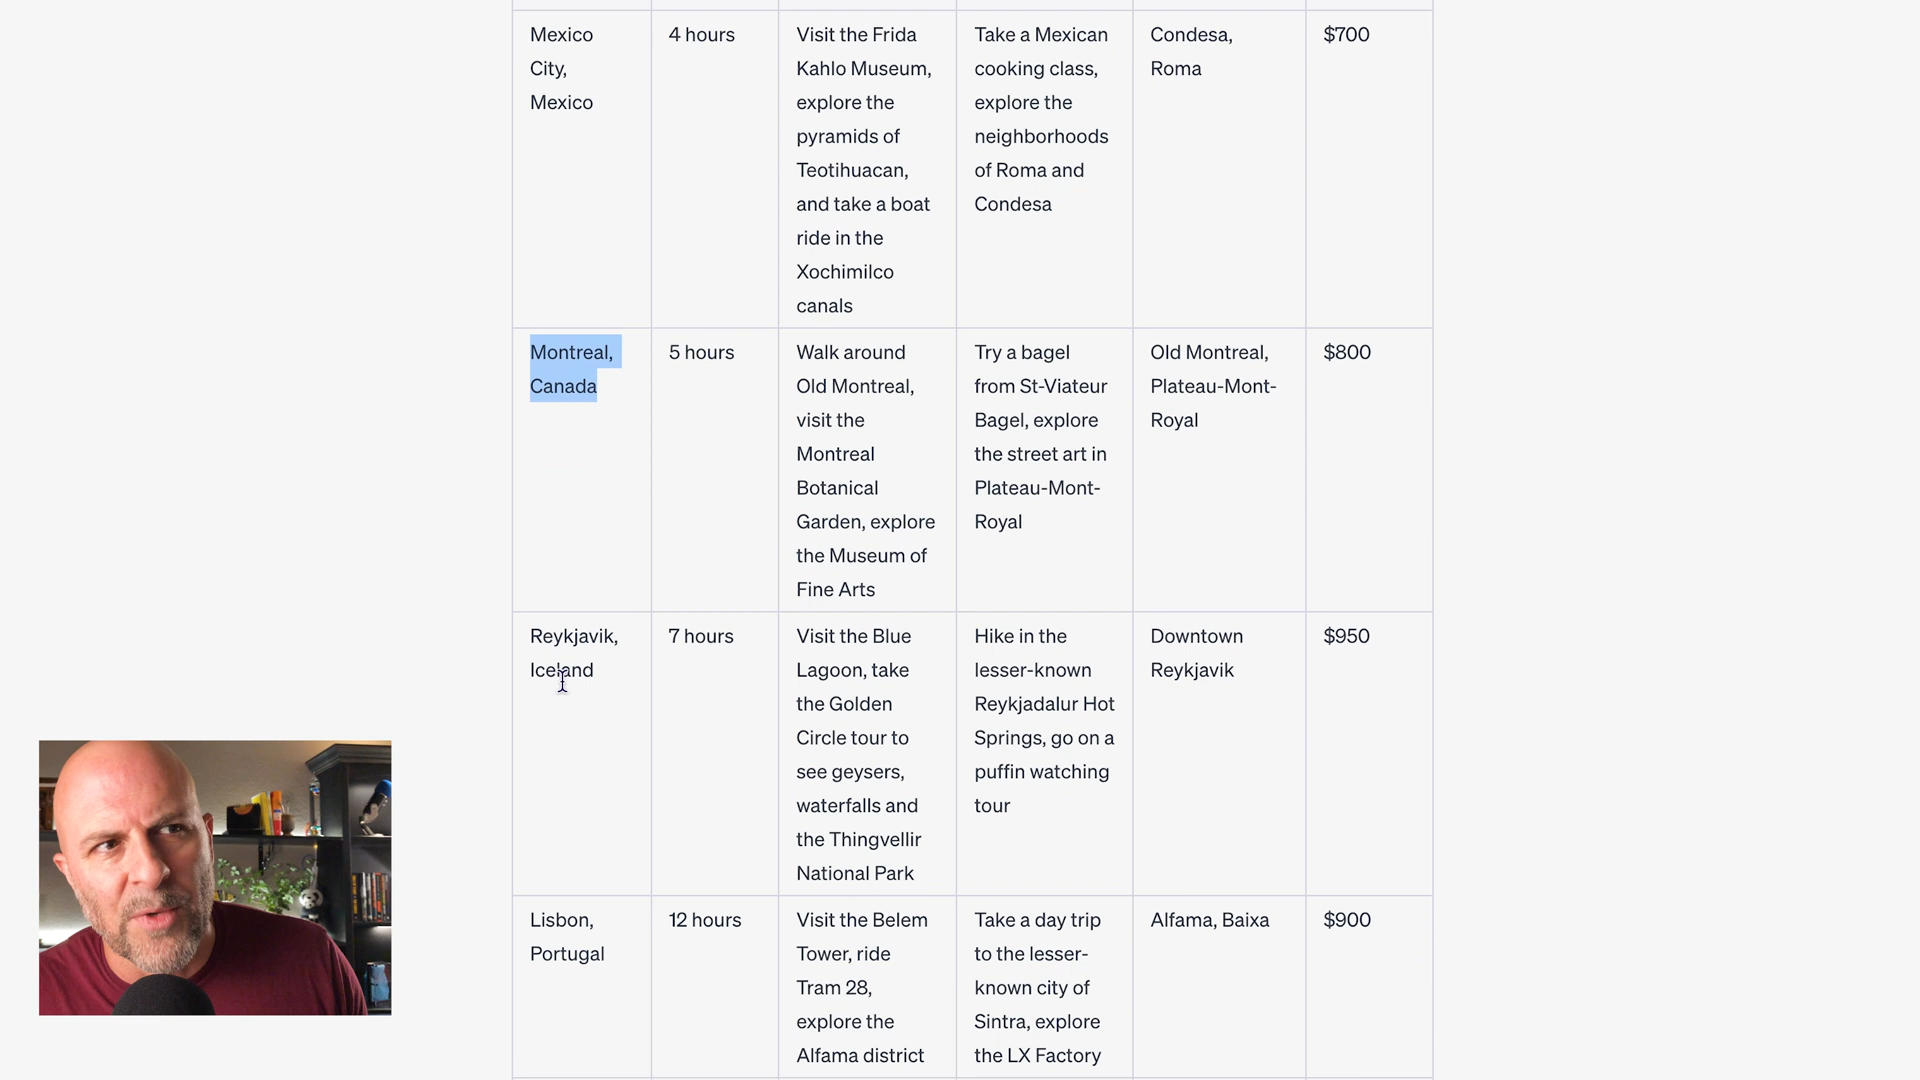 Mexico
City,
Mexico
4 hours
Visit the Frida
Kahlo Museum,
explore the
pyramids of
Teotihuacan,
and take a boat
ride in the
Xochimilco
canals
Take a Mexican
cooking class,
explore the
neighborhoods
of Roma and
Condesa
Condesa,
Roma
$700
Montreal,
Canada
5 hours
Walk around
Old Montreal,
visit the
Montreal
Botanical
Garden, explore
the Museum of
Fine Arts
Try a bagel
from St-Viateur
Bagel, explore
the street art in
Plateau-Mont-
Royal
Old Montreal,
Plateau-Mont-
Royal
$800
Reykjavik,
Iceland
7 hours
Visit the Blue
Lagoon, take
the Golden
Circle tour to
see geysers,
waterfalls and
the Thingvellir
National Park
Hike in the
lesser-known
Reykjadalur Hot
Springs, go on a
puffin watching
tour
Downtown
Reykjavik
$950
Lisbon,
Portugal
12 hours
Visit the Belem
Tower, ride
Tram 28,
explore the
Alfama district
Take a day trip
to the lesser-
known city of
Sintra, explore
the LX Factory
Alfama, Baixa
$900